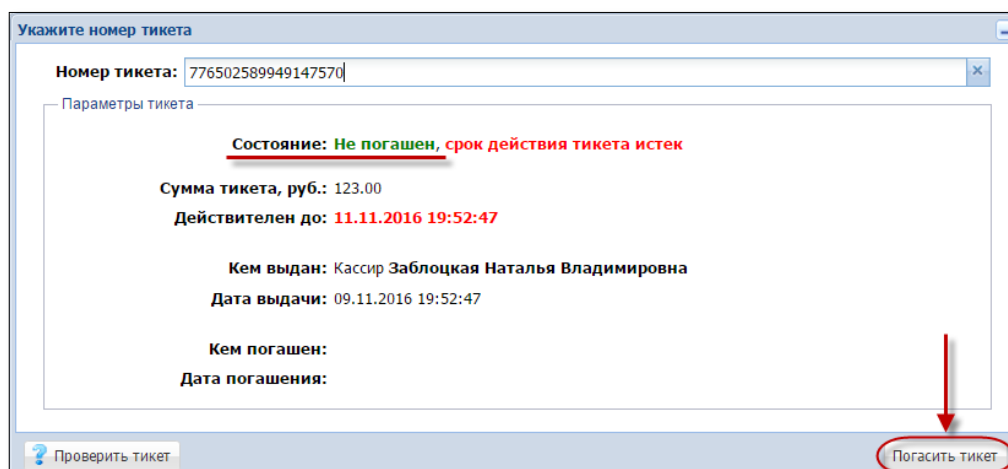 Укажите номер тикета
Номер тикета: 776502589949147570
Параметры тикета
Состояние: Не погашен, срок действия тикета истек
Сумма тикета, руб.: 123.00
Действителен до: 11.11.2016 19:52:47
Кем выдан: Кассир Заблоцкая Наталья Владимировна
Дата выдачи: 09.11.2016 19:52:47
Кем погашен:
Дата погашения:
Проверить тикет Погасить тикет